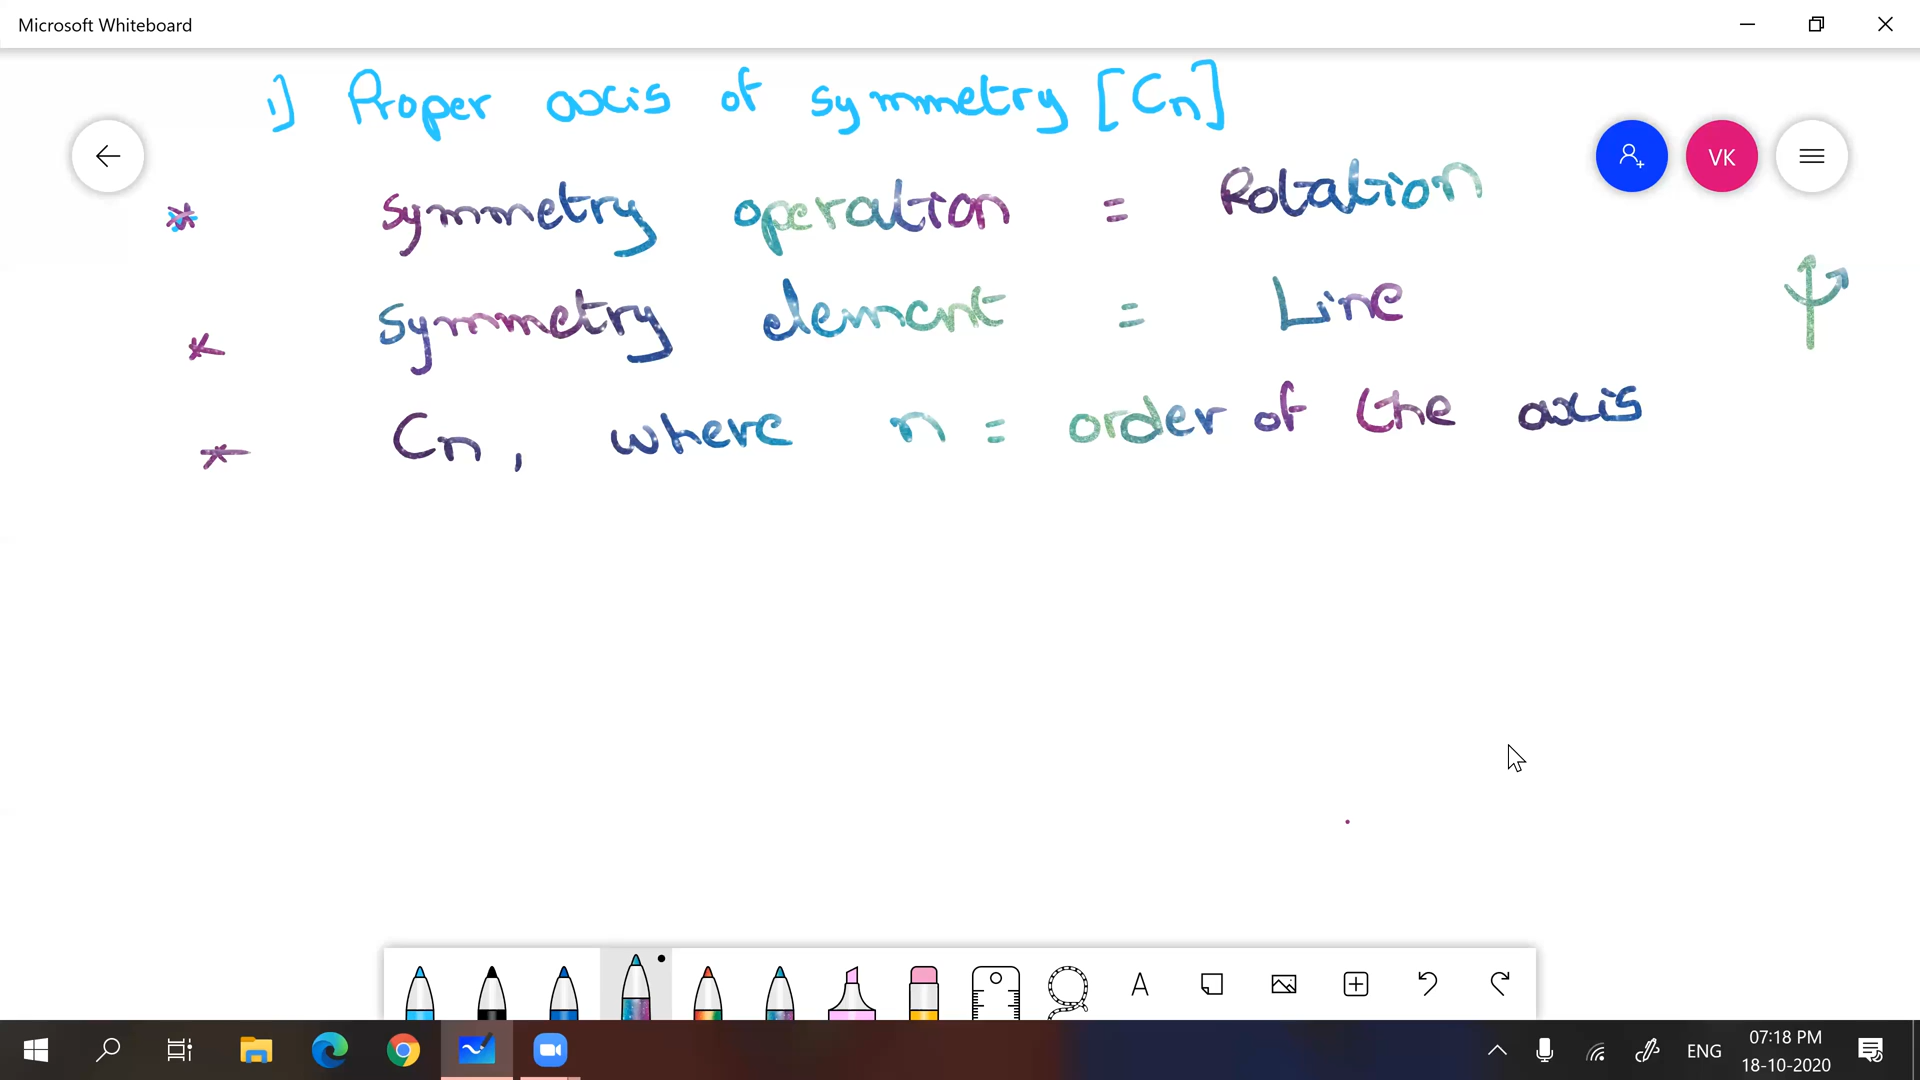 Microsoft Whiteboard
1) Proper axis of symmetry [Cn]
VK
* symmetry operation = Rotation
* symmetry element = Line
* Cn, where n = order of the axis
A
ENG
07:18 PM
18-10-2020